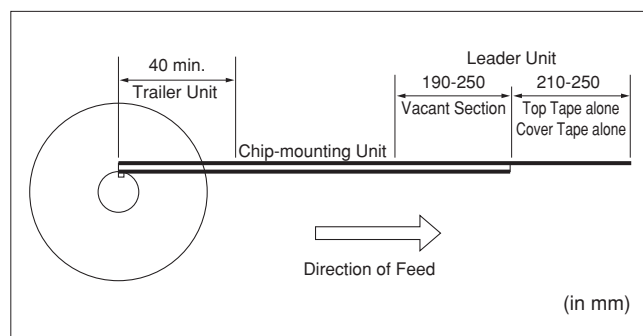 Leader Unit
40 min.
190-250
210-250
Trailer Unit
Vacant Section
Top Tape alone
Cover Tape alone
Chip-mounting Unit
Direction of Feed
(in mm)